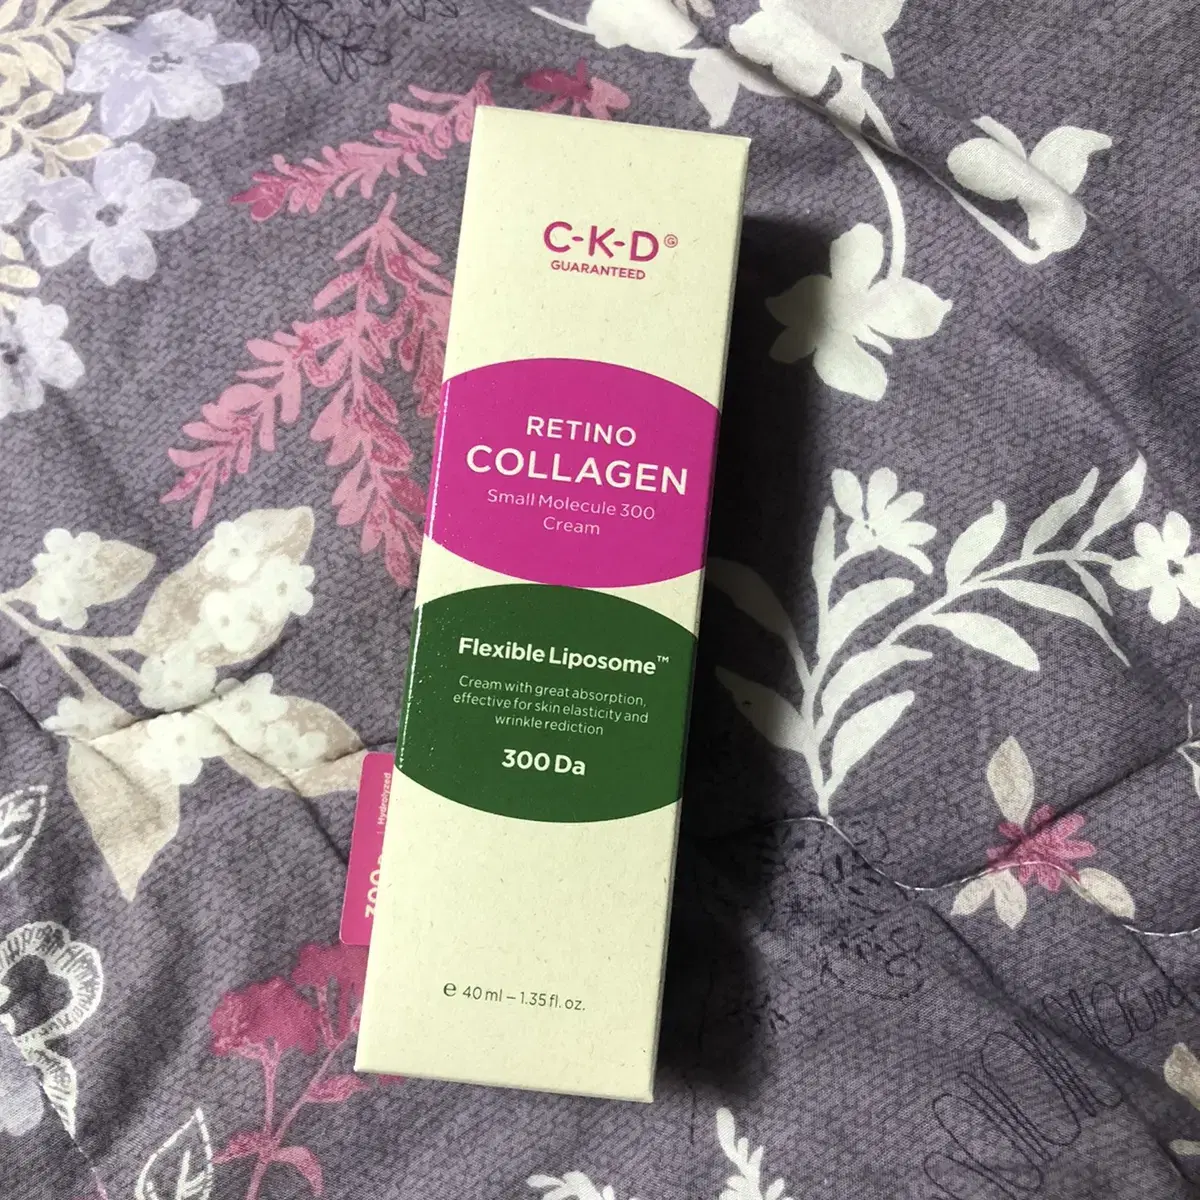 C-K-D
GUARANTEED
RETINO
COLLAGEN
Small Molecule 300
Cream
Flexible Liposome™
Cream with great absorption,
effective for skin elasticity and
wrinkle rediction
300 Da
℮ 40 ml – 1.35 fl. oz.
Hydrolyzed